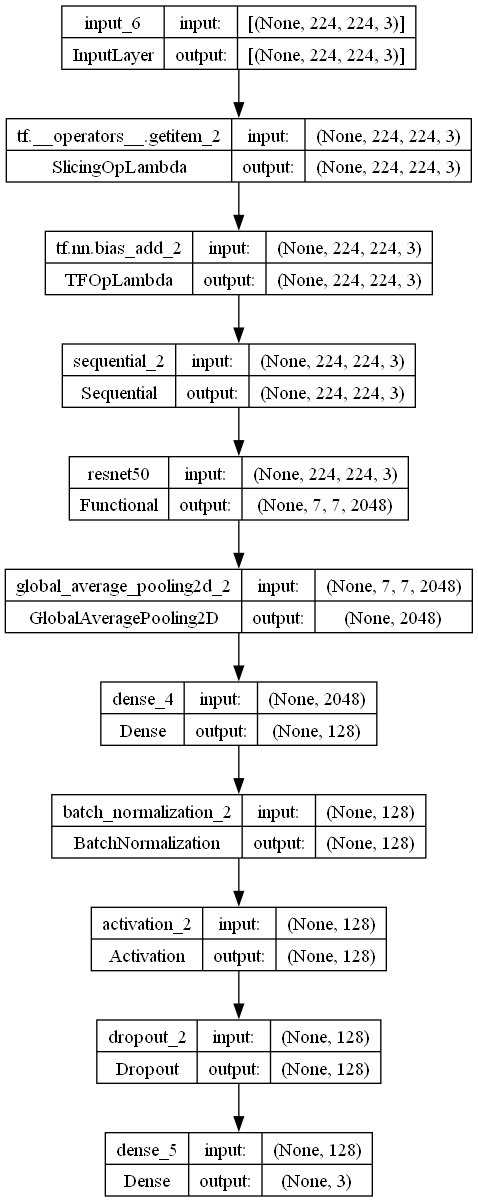 input_6 input: [(None, 224, 224, 3)]
InputLayer output: [(None, 224, 224, 3)]
tf.__operators__.getitem_2 input: (None, 224, 224, 3)
SlicingOpLambda output: (None, 224, 224, 3)
tf.nn.bias_add_2 input: (None, 224, 224, 3)
TFOpLambda output: (None, 224, 224, 3)
sequential_2 input: (None, 224, 224, 3)
Sequential output: (None, 224, 224, 3)
resnet50 input: (None, 224, 224, 3)
Functional output: (None, 7, 7, 2048)
global_average_pooling2d_2 input: (None, 7, 7, 2048)
GlobalAveragePooling2D output: (None, 2048)
dense_4 input: (None, 2048)
Dense output: (None, 128)
batch_normalization_2 input: (None, 128)
BatchNormalization output: (None, 128)
activation_2 input: (None, 128)
Activation output: (None, 128)
dropout_2 input: (None, 128)
Dropout output: (None, 128)
dense_5 input: (None, 128)
Dense output: (None, 3)